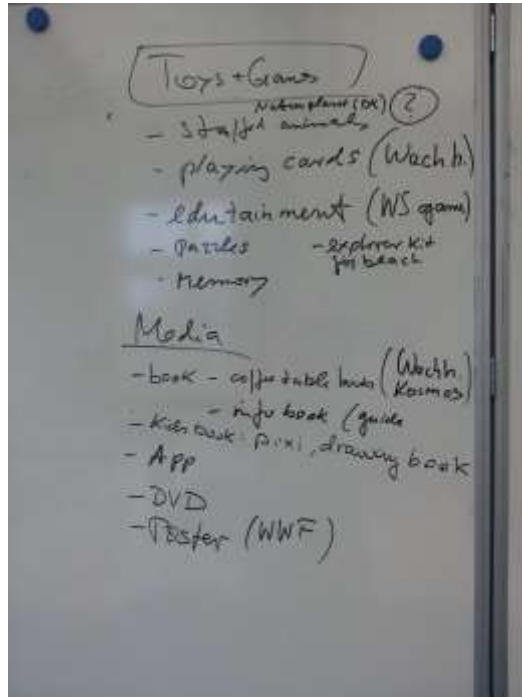 Toys + Games
Naturplanet (DK) (?)
- Stuffed animals
- playing cards (Wachh.)
- edutainment (WS game)
- Puzzles - explorer kit
for beach
- Memory
Media
- book - coffee table book (Wachh.
Kosmos)
- info book / guide
- Kids book: pixi, drawing book
- App
- DVD
- Poster (WWF)